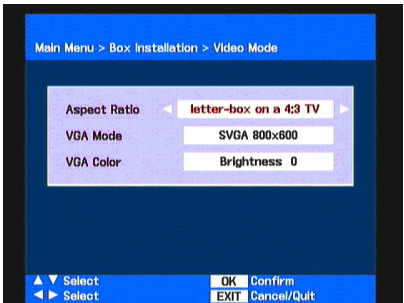 Main Menu > Box Installation > Video Mode
Aspect Ratio letter-box on a 4:3 TV
VGA Mode SVGA 800x600
VGA Color Brightness 0
▲ ▼ Select OK Confirm
◀ ▶ Select EXIT Cancel/Quit